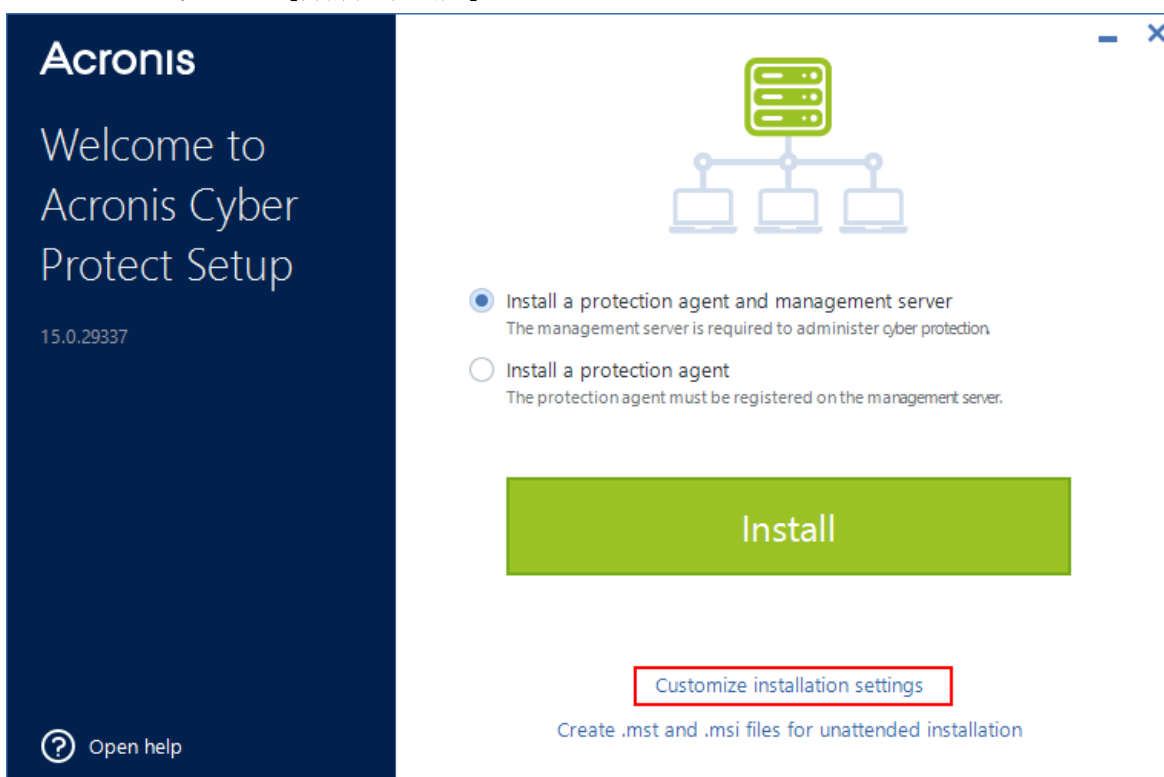 Acronis
Welcome to
Acronis Cyber
Protect Setup
15.0.29337
Install a protection agent and management server
The management server is required to administer cyber protection.
Install a protection agent
The protection agent must be registered on the management server.
Install
Customize installation settings
Create .mst and .msi files for unattended installation
? Open help